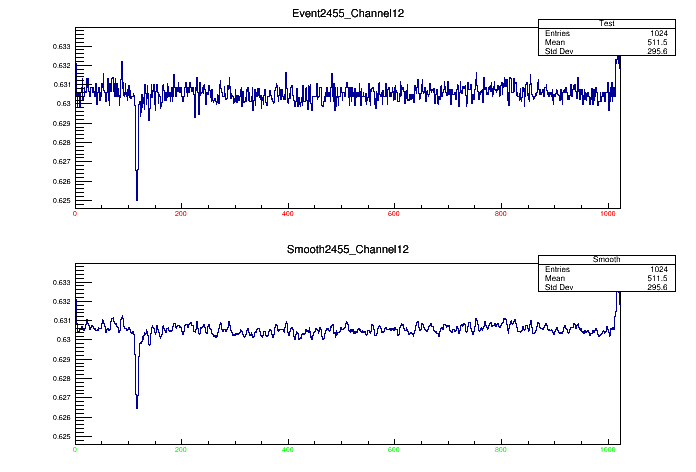 Event2455_Channel12
Test
Entries 1024
Mean 511.5
Std Dev 295.6
0.633
0.632
0.631
0.63
0.629
0.628
0.627
0.626
0.625
0 200 400 600 800 1000
Smooth2455_Channel12
Smooth
Entries 1024
Mean 511.5
Std Dev 295.6
0.633
0.632
0.631
0.63
0.629
0.628
0.627
0.626
0.625
0 200 400 600 800 1000